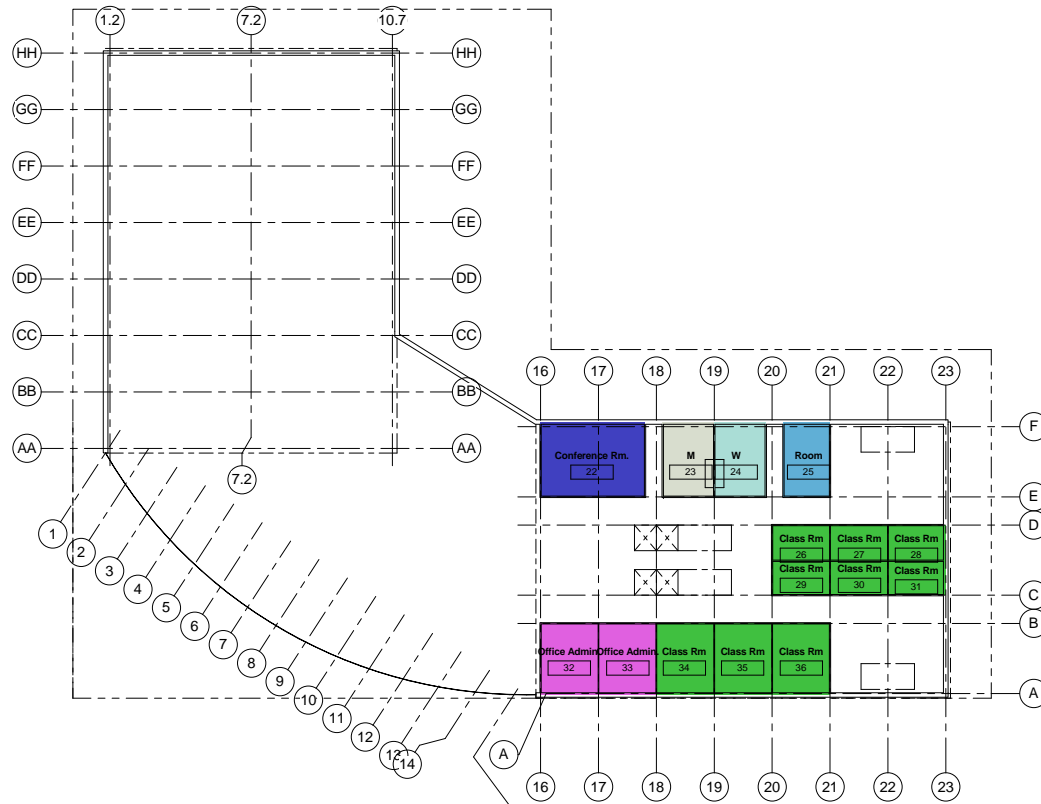 1.2 7.2 10.7
HH HH
GG GG
FF FF
EE EE
DD DD
CC CC
16 17 18 19 20 21 22 23
BB BB
F
AA AA
Conference Rm. M W Room
22 23 24 25
7.2
E
D
1
Class Rm Class Rm Class Rm
x x
2
26 27 28
Class Rm Class Rm Class Rm
3
x x
29 30 31
4
C
5
B
6
7
Office Admin. Office Admin. Class Rm Class Rm Class Rm
8
32 33 34 35 36
9
A
10
11
12
13
A
14
16 17 18 19 20 21 22 23